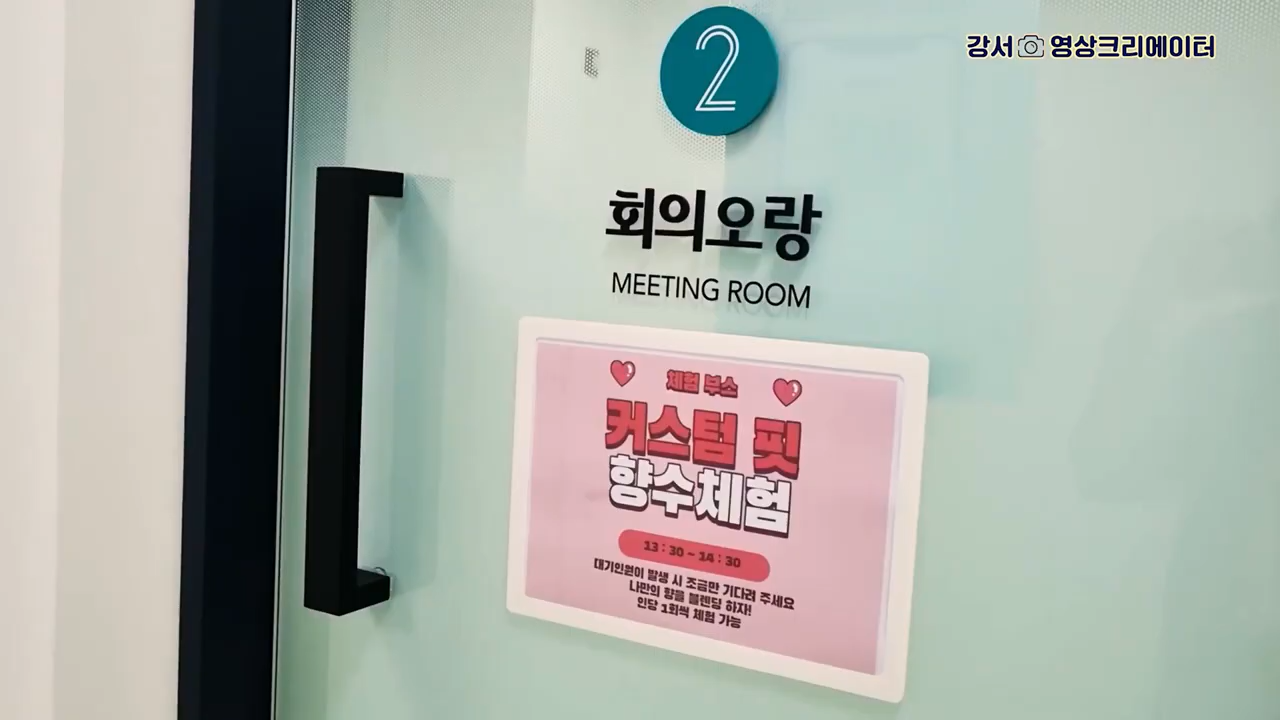 강서 영상크리에이터
2
회의오랑
MEETING ROOM
체험 부스
커스텀 핏
향수체험
13 : 30 ~ 14 : 30
대기인원이 발생 시 조금만 기다려 주세요
나만의 향을 블렌딩 하자!
인당 1회씩 체험 가능